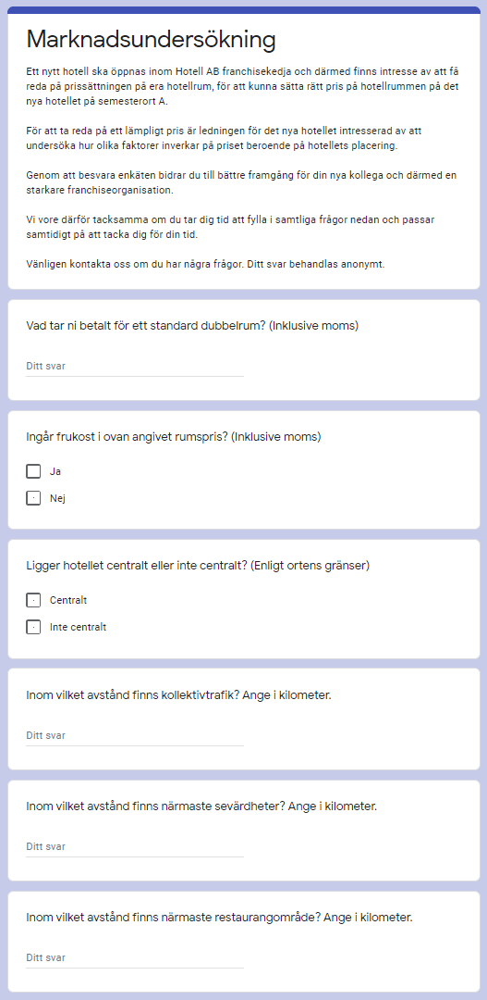 Marknadsundersökning
Ett nytt hotell ska öppnas inom Hotell AB franchisekedja och därmed finns intresse av att få
reda på prissättningen på era hotellrum, för att kunna sätta rätt pris på hotellrummen på det
nya hotellet på semesterort A.
För att ta reda på ett lämpligt pris är ledningen för det nya hotellet intresserad av att
undersöka hur olika faktorer inverkar på priset beroende på hotellets placering.
Genom att besvara enkäten bidrar du till bättre framgång för din nya kollega och därmed en
starkare franchiseorganisation.
Vi vore därför tacksamma om du tar dig tid att fylla i samtliga frågor nedan och passar
samtidigt på att tacka dig för din tid.
Vänligen kontakta oss om du har några frågor. Ditt svar behandlas anonymt.
Vad tar ni betalt för ett standard dubbelrum? (Inklusive moms)
Ditt svar
Ingår frukost i ovan angivet rumspris? (Inklusive moms)
Ja
Nej
Ligger hotellet centralt eller inte centralt? (Enligt ortens gränser)
Centralt
Inte centralt
Inom vilket avstånd finns kollektivtrafik? Ange i kilometer.
Ditt svar
Inom vilket avstånd finns närmaste sevärdheter? Ange i kilometer.
Ditt svar
Inom vilket avstånd finns närmaste restaurangområde? Ange i kilometer.
Ditt svar